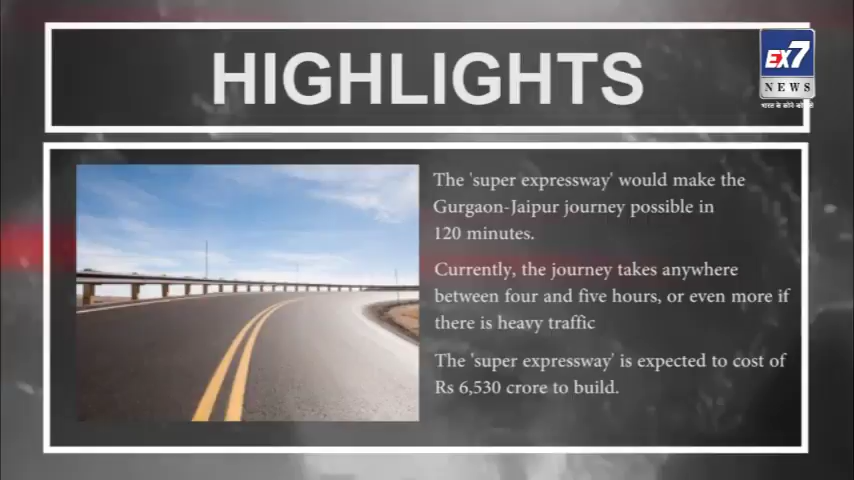 HIGHLIGHTS
EX7
NEWS
The 'super expressway' would make the
Gurgaon-Jaipur journey possible in
120 minutes.
Currently, the journey takes anywhere
between four and five hours, or even more if
there is heavy traffic
The 'super expressway' is expected to cost of
Rs 6,530 crore to build.